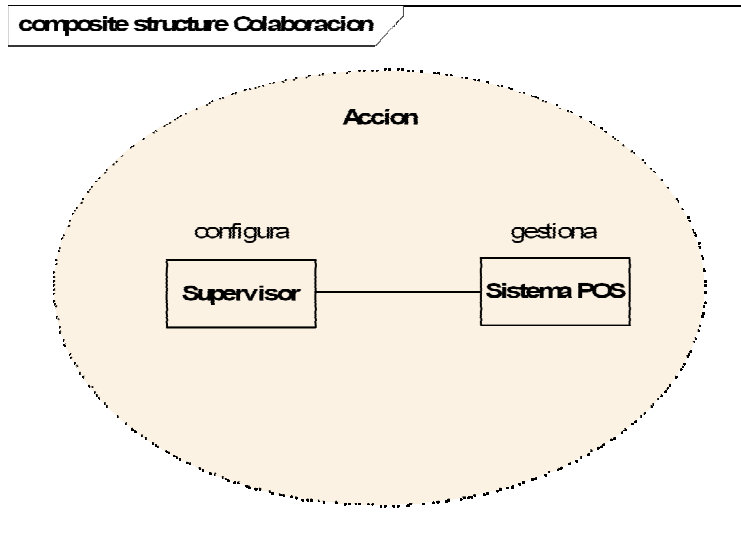 composite structure Colaboracion
Accion
configura
gestiona
Supervisor
Sistema POS